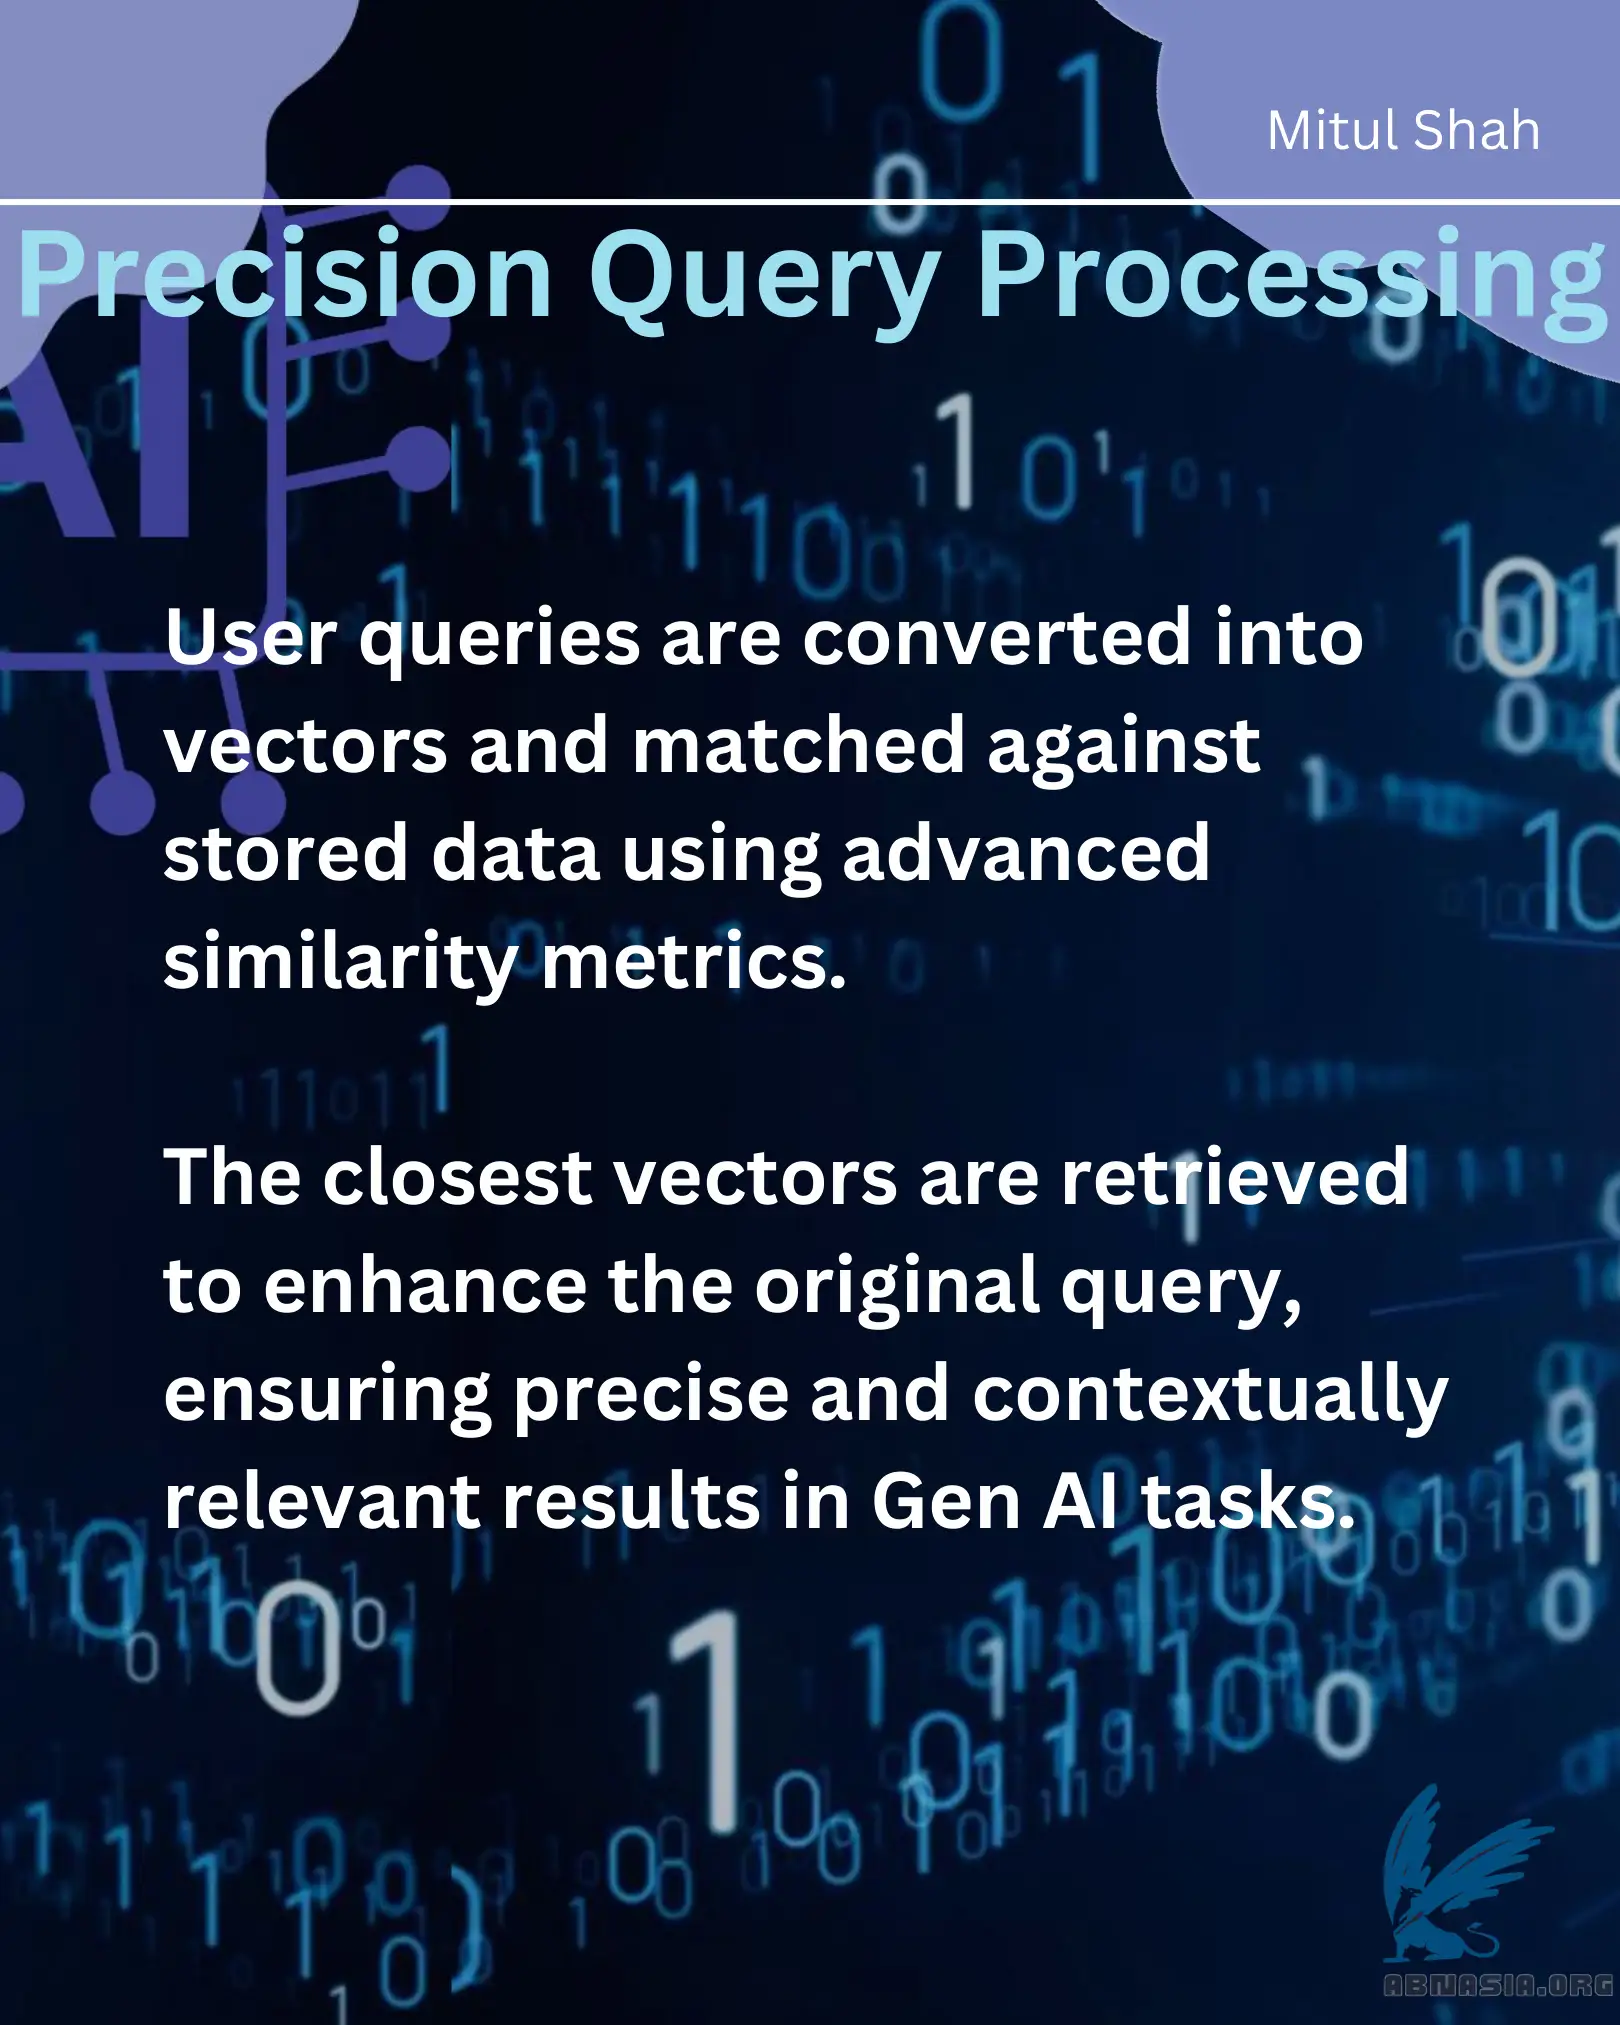 Mitul Shah
Precision Query Processing
AI
User queries are converted into
vectors and matched against
stored data using advanced
similarity metrics.
The closest vectors are retrieved
to enhance the original query,
ensuring precise and contextually
relevant results in Gen AI tasks.
ABNASIA.ORG